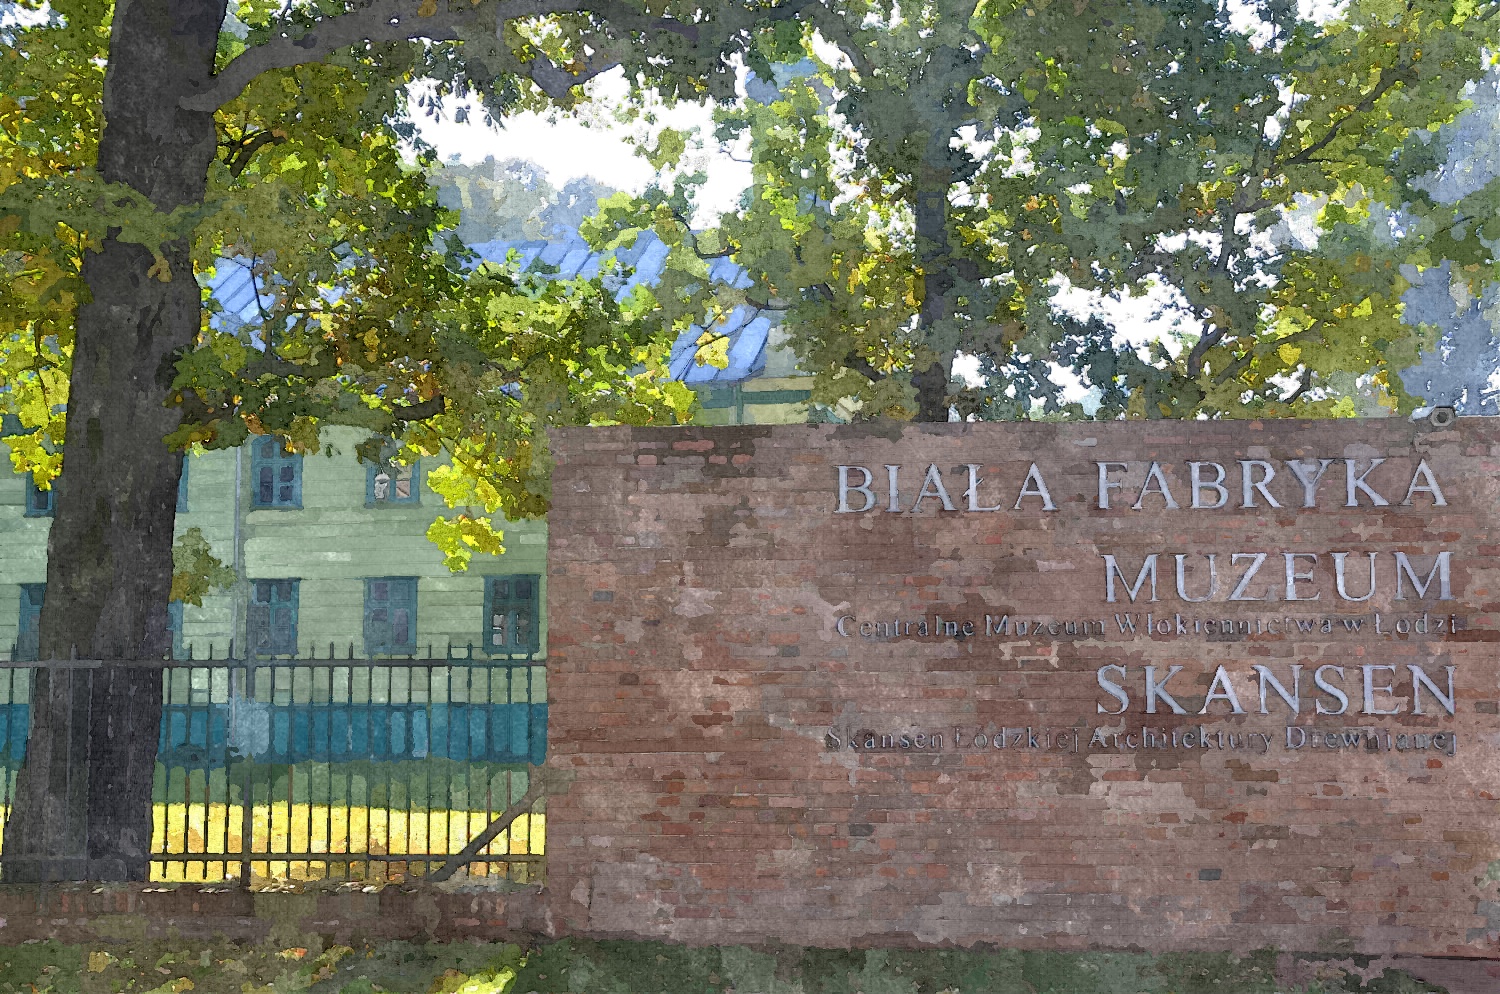 BIAŁA FABRYKA
MUZEUM
Centralne Muzeum Włókiennictwa w Łodzi
SKANSEN
Skansen Łódzkiej Architektury Drewnianej